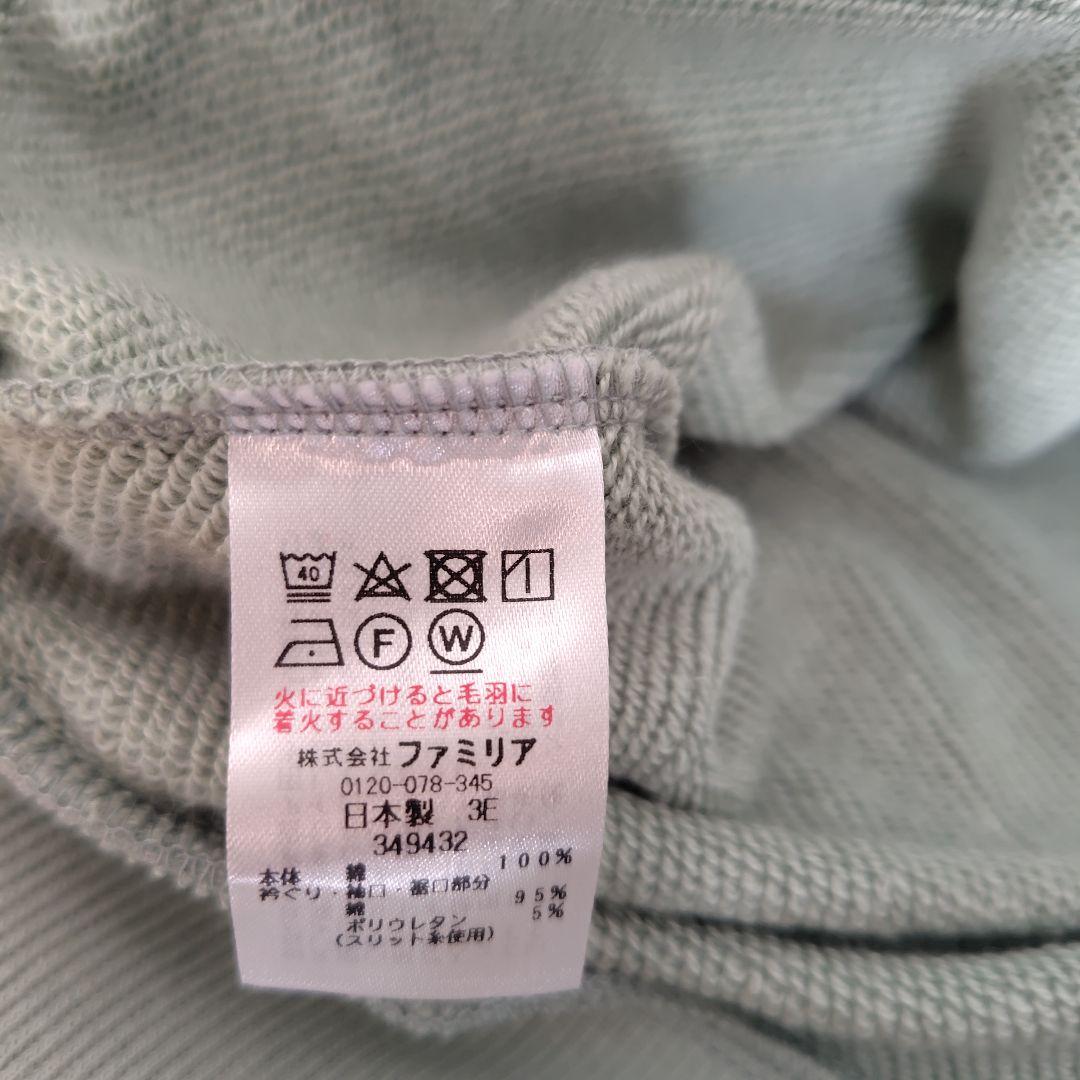 40
F W
火に近づけると毛羽に
着火することがあります
株式会社ファミリア
0120-078-345
日本製 3E
349432
本体 綿 100%
衿ぐり・袖口・裾口部分
綿 95%
ポリウレタン 5%
(スリット糸使用)